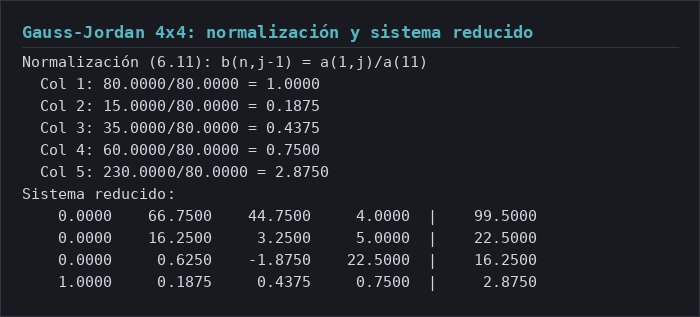 Gauss-Jordan 4x4: normalización y sistema reducido
Normalización (6.11): b(n,j-1) = a(1,j)/a(11)
Col 1: 80.0000/80.0000 = 1.0000
Col 2: 15.0000/80.0000 = 0.1875
Col 3: 35.0000/80.0000 = 0.4375
Col 4: 60.0000/80.0000 = 0.7500
Col 5: 230.0000/80.0000 = 2.8750
Sistema reducido:
0.0000 66.7500 44.7500 4.0000 | 99.5000
0.0000 16.2500 3.2500 5.0000 | 22.5000
0.0000 0.6250 -1.8750 22.5000 | 16.2500
1.0000 0.1875 0.4375 0.7500 | 2.8750